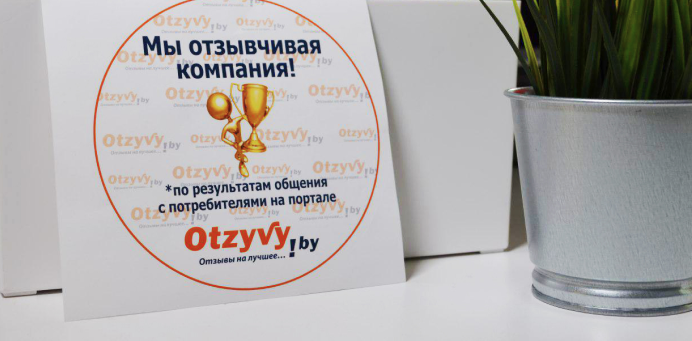 Мы отзывчивая
компания!
*по результатам общения
с потребителями на портале
Otzyvy!by
Отзывы на лучшее...